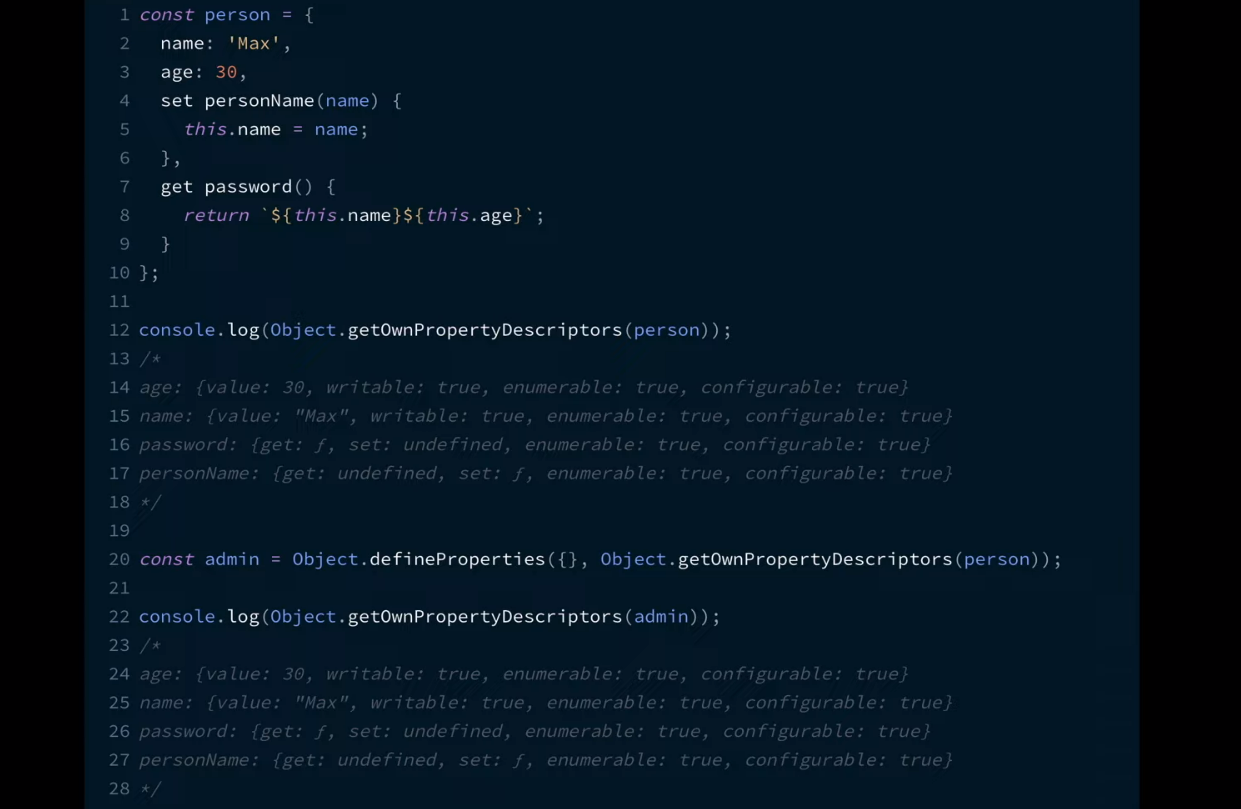 1 const person = {
2 name: 'Max',
3 age: 30,
4 set personName(name) {
5 this.name = name;
6 },
7 get password() {
8 return `${this.name}${this.age}`;
9 }
10 };
11
12 console.log(Object.getOwnPropertyDescriptors(person));
13 /*
14 age: {value: 30, writable: true, enumerable: true, configurable: true}
15 name: {value: "Max", writable: true, enumerable: true, configurable: true}
16 password: {get: ƒ, set: undefined, enumerable: true, configurable: true}
17 personName: {get: undefined, set: ƒ, enumerable: true, configurable: true}
18 */
19
20 const admin = Object.defineProperties({}, Object.getOwnPropertyDescriptors(person));
21
22 console.log(Object.getOwnPropertyDescriptors(admin));
23 /*
24 age: {value: 30, writable: true, enumerable: true, configurable: true}
25 name: {value: "Max", writable: true, enumerable: true, configurable: true}
26 password: {get: ƒ, set: undefined, enumerable: true, configurable: true}
27 personName: {get: undefined, set: ƒ, enumerable: true, configurable: true}
28 */